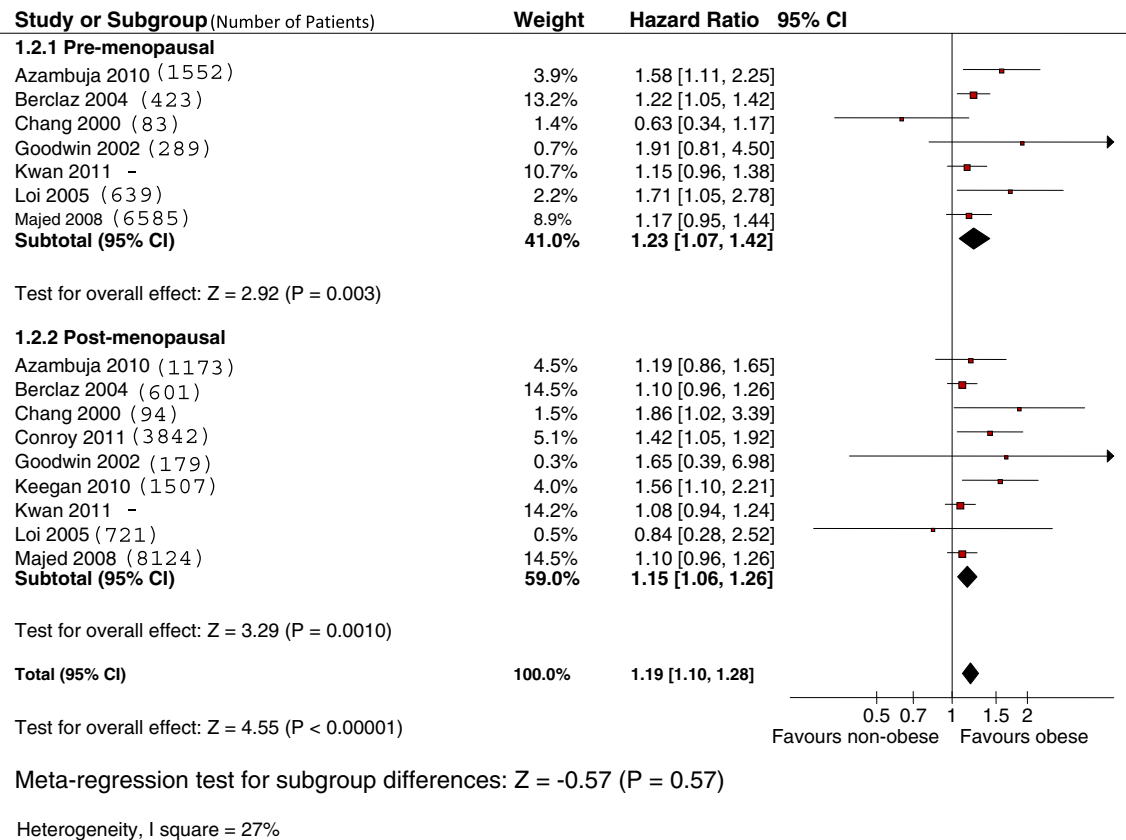 Study or Subgroup (Number of Patients) Weight Hazard Ratio 95% CI
1.2.1 Pre-menopausal
Azambuja 2010 (1552) 3.9% 1.58 [1.11, 2.25]
Berclaz 2004 (423) 13.2% 1.22 [1.05, 1.42]
Chang 2000 (83) 1.4% 0.63 [0.34, 1.17]
Goodwin 2002 (289) 0.7% 1.91 [0.81, 4.50]
Kwan 2011 - 10.7% 1.15 [0.96, 1.38]
Loi 2005 (639) 2.2% 1.71 [1.05, 2.78]
Majed 2008 (6585) 8.9% 1.17 [0.95, 1.44]
Subtotal (95% CI) 41.0% 1.23 [1.07, 1.42]
Test for overall effect: Z = 2.92 (P = 0.003)
1.2.2 Post-menopausal
Azambuja 2010 (1173) 4.5% 1.19 [0.86, 1.65]
Berclaz 2004 (601) 14.5% 1.10 [0.96, 1.26]
Chang 2000 (94) 1.5% 1.86 [1.02, 3.39]
Conroy 2011 (3842) 5.1% 1.42 [1.05, 1.92]
Goodwin 2002 (179) 0.3% 1.65 [0.39, 6.98]
Keegan 2010 (1507) 4.0% 1.56 [1.10, 2.21]
Kwan 2011 - 14.2% 1.08 [0.94, 1.24]
Loi 2005 (721) 0.5% 0.84 [0.28, 2.52]
Majed 2008 (8124) 14.5% 1.10 [0.96, 1.26]
Subtotal (95% CI) 59.0% 1.15 [1.06, 1.26]
Test for overall effect: Z = 3.29 (P = 0.0010)
Total (95% CI) 100.0% 1.19 [1.10, 1.28]
0.5 0.7 1 1.5 2
Test for overall effect: Z = 4.55 (P < 0.00001)
Favours non-obese Favours obese
Meta-regression test for subgroup differences: Z = -0.57 (P = 0.57)
Heterogeneity, I square = 27%